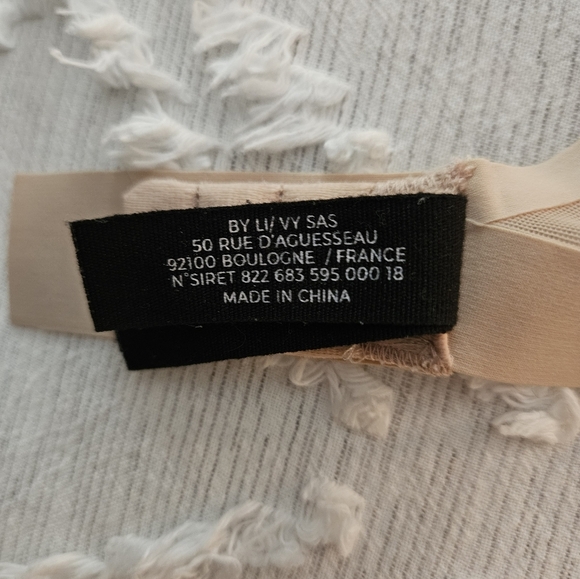 BY LI/ VY SAS
50 RUE D'AGUESSEAU
92100 BOULOGNE / FRANCE
N°SIRET 822 683 595 000 18
MADE IN CHINA